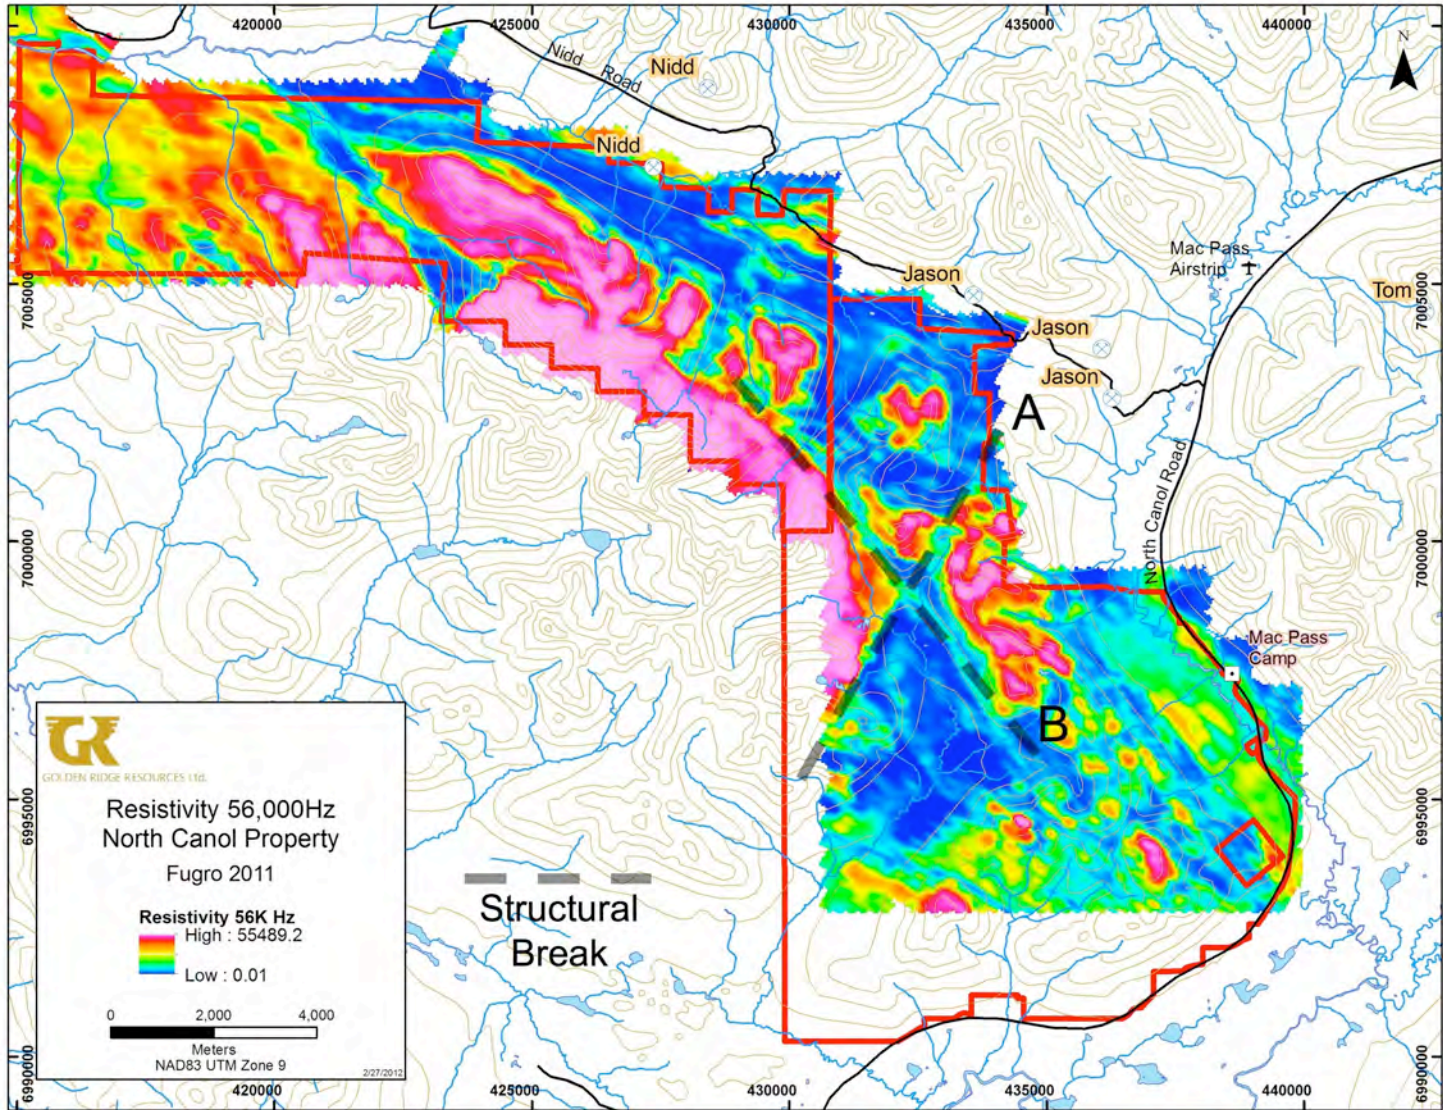 420000
425000
430000
435000
440000
N
Nidd Road
Nidd
Nidd
Mac Pass
Airstrip
Jason
Tom
Jason
Jason
7005000
7005000
A
North Canol Road
7000000
7000000
Mac Pass
Camp
B
GR
GOLDEN RIDGE RESOURCES Ltd.
Resistivity 56,000Hz
North Canol Property
Fugro 2011
Resistivity 56K Hz
High : 55489.2
Low : 0.01
0 2,000 4,000
Meters
NAD83 UTM Zone 9
2/27/2012
Structural
Break
6995000
6995000
6990000
6990000
420000
425000
430000
435000
440000